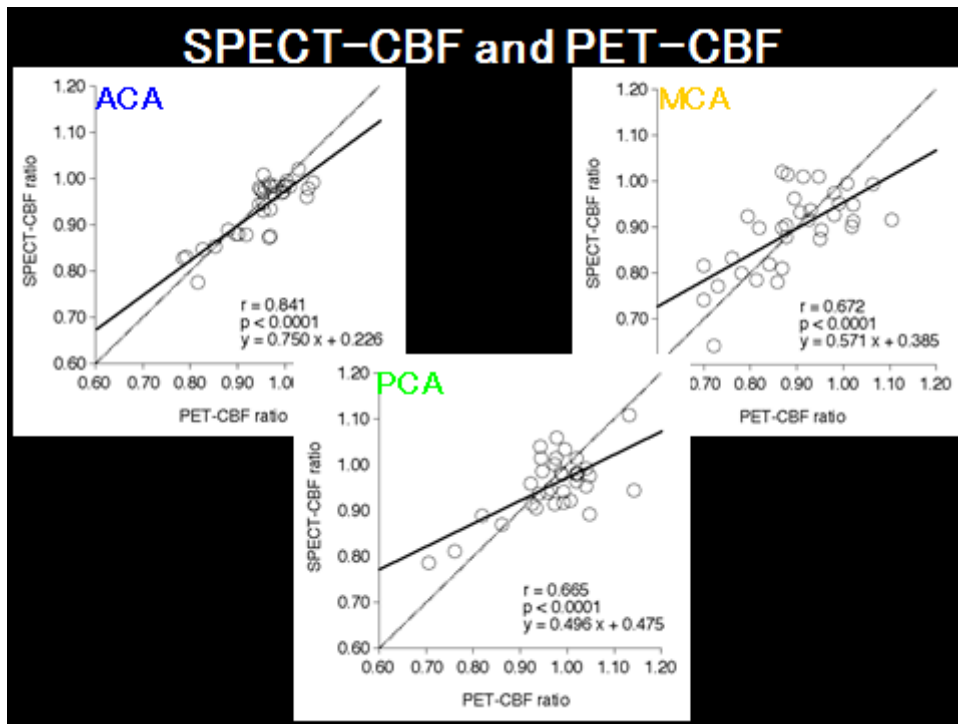 SPECT-CBF and PET-CBF
ACA
1.20
1.10
1.00
0.90
0.80
0.70
0.60
SPECT-CBF ratio
r = 0.841
p < 0.0001
y = 0.750 x + 0.226
0.60 0.70 0.80 0.90 1.00
PET-CBF ratio
MCA
1.20
1.10
1.00
0.90
0.80
0.70
SPECT-CBF ratio
r = 0.672
p < 0.0001
y = 0.571 x + 0.385
0.70 0.80 0.90 1.00 1.10 1.20
PET-CBF ratio
PCA
1.20
1.10
1.00
0.90
0.80
0.70
0.60
SPECT-CBF ratio
r = 0.665
p < 0.0001
y = 0.496 x + 0.475
0.60 0.70 0.80 0.90 1.00 1.10 1.20
PET-CBF ratio